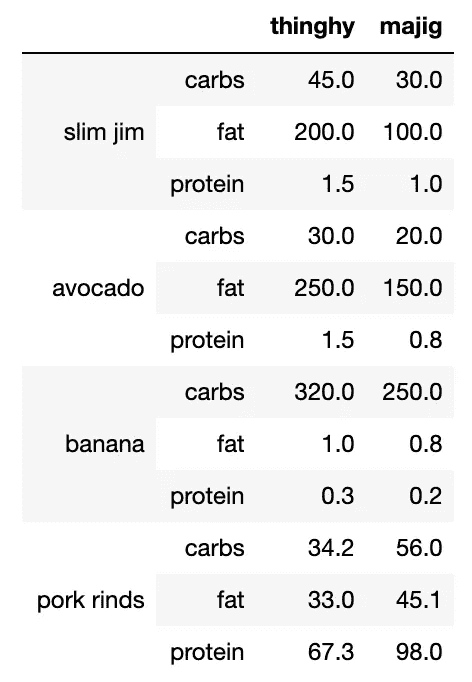 thinghy majig
carbs 45.0 30.0
slim jim fat 200.0 100.0
protein 1.5 1.0
carbs 30.0 20.0
avocado fat 250.0 150.0
protein 1.5 0.8
carbs 320.0 250.0
banana fat 1.0 0.8
protein 0.3 0.2
carbs 34.2 56.0
pork rinds fat 33.0 45.1
protein 67.3 98.0